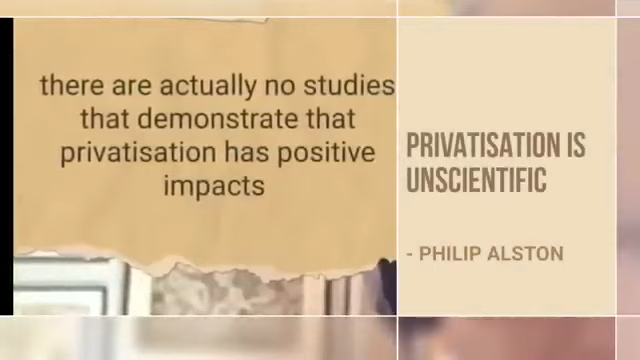 there are actually no studies
that demonstrate that
privatisation has positive
impacts
PRIVATISATION IS
UNSCIENTIFIC
- PHILIP ALSTON